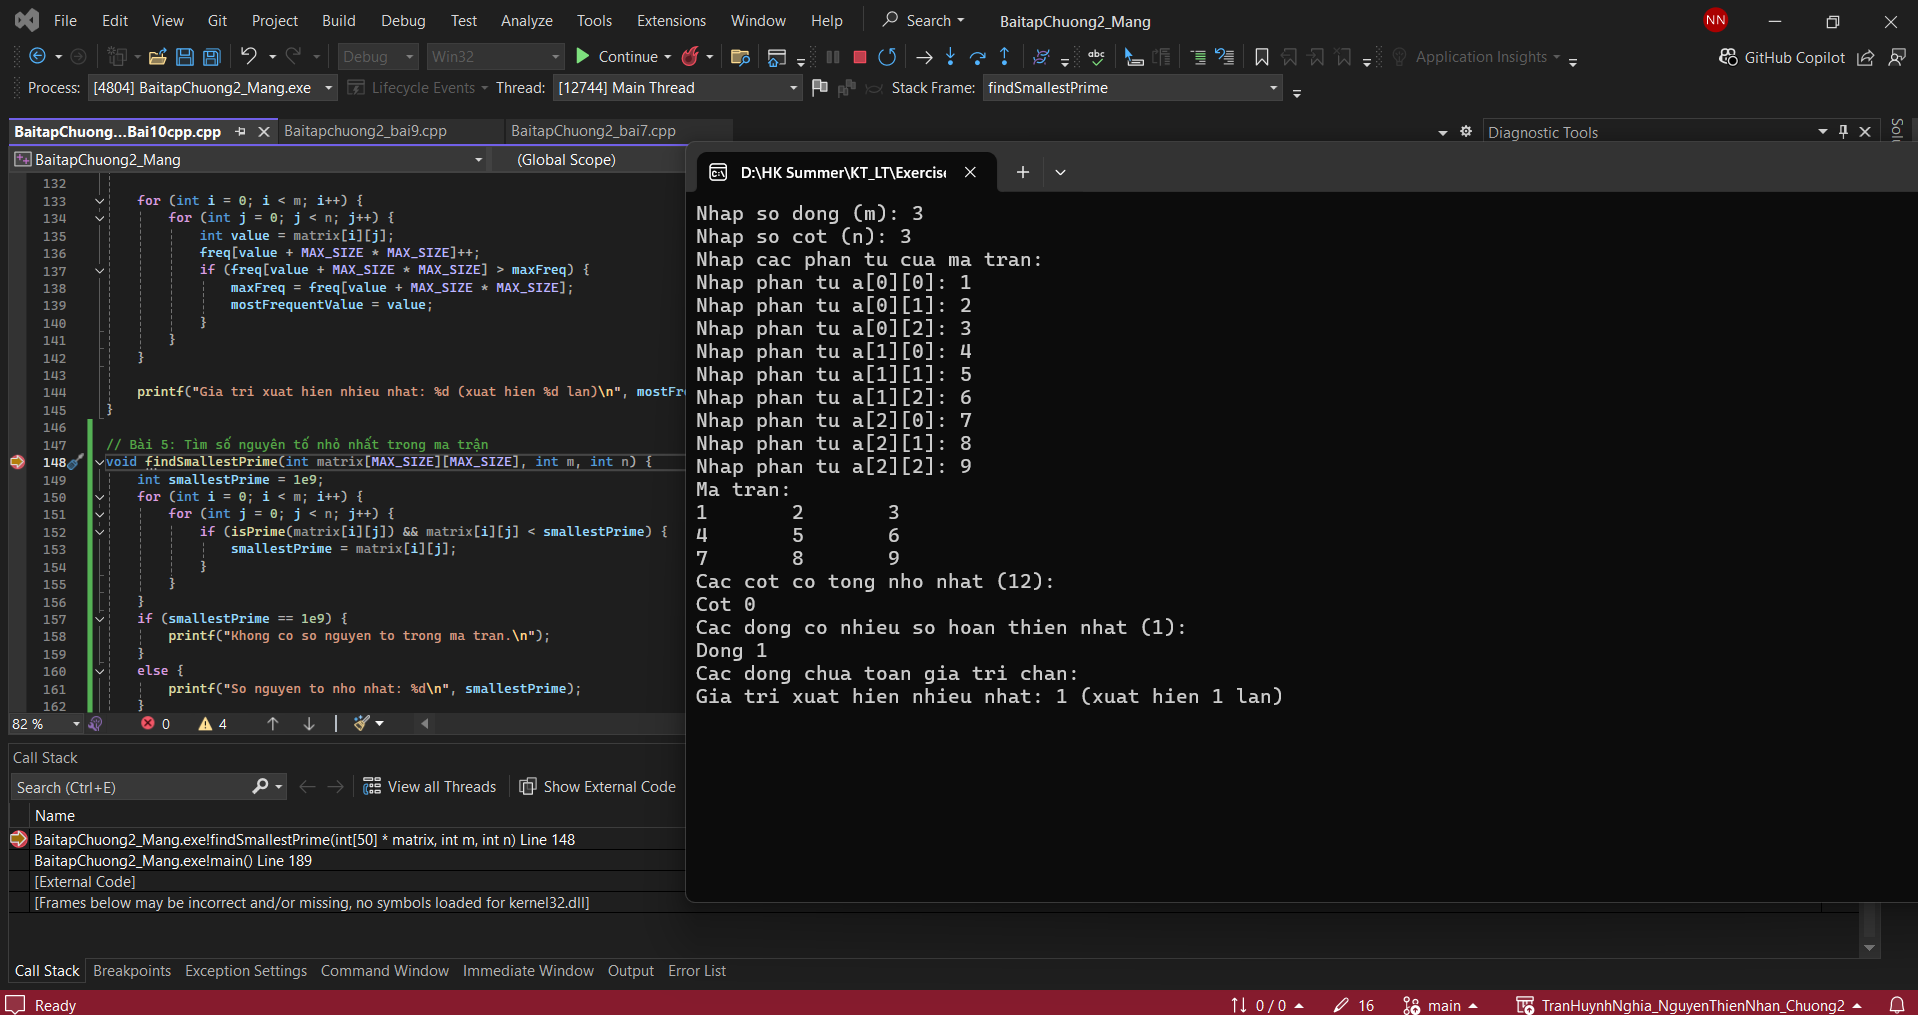 File Edit View Git Project Build Debug Test Analyze Tools Extensions Window Help Search BaitapChuong2_Mang NN
Debug Win32 Continue Application Insights GitHub Copilot
Process: [4804] BaitapChuong2_Mang.exe Lifecycle Events Thread: [12744] Main Thread Stack Frame: findSmallestPrime
BaitapChuong...Bai10cpp.cpp Baitapchuong2_bai9.cpp BaitapChuong2_bai7.cpp Diagnostic Tools
BaitapChuong2_Mang (Global Scope)
132
133 for (int i = 0; i < m; i++) {
134 for (int j = 0; j < n; j++) {
135 int value = matrix[i][j];
136 freq[value + MAX_SIZE * MAX_SIZE]++;
137 if (freq[value + MAX_SIZE * MAX_SIZE] > maxFreq) {
138 maxFreq = freq[value + MAX_SIZE * MAX_SIZE];
139 mostFrequentValue = value;
140 }
141 }
142 }
143
144 printf("Gia tri xuat hien nhieu nhat: %d (xuat hien %d lan)\n", mostFr
145 }
146
147 // Bài 5: Tìm số nguyên tố nhỏ nhất trong ma trận
148 void findSmallestPrime(int matrix[MAX_SIZE][MAX_SIZE], int m, int n) {
149 int smallestPrime = 1e9;
150 for (int i = 0; i < m; i++) {
151 for (int j = 0; j < n; j++) {
152 if (isPrime(matrix[i][j]) && matrix[i][j] < smallestPrime) {
153 smallestPrime = matrix[i][j];
154 }
155 }
156 }
157 if (smallestPrime == 1e9) {
158 printf("Khong co so nguyen to trong ma tran.\n");
159 }
160 else {
161 printf("So nguyen to nho nhat: %d\n", smallestPrime);
162 }
82 % 0 4
D:\HK Summer\KT_LT\Exercise
Nhap so dong (m): 3
Nhap so cot (n): 3
Nhap cac phan tu cua ma tran:
Nhap phan tu a[0][0]: 1
Nhap phan tu a[0][1]: 2
Nhap phan tu a[0][2]: 3
Nhap phan tu a[1][0]: 4
Nhap phan tu a[1][1]: 5
Nhap phan tu a[1][2]: 6
Nhap phan tu a[2][0]: 7
Nhap phan tu a[2][1]: 8
Nhap phan tu a[2][2]: 9
Ma tran:
1 2 3
4 5 6
7 8 9
Cac cot co tong nho nhat (12):
Cot 0
Cac dong co nhieu so hoan thien nhat (1):
Dong 1
Cac dong chua toan gia tri chan:
Gia tri xuat hien nhieu nhat: 1 (xuat hien 1 lan)
Call Stack
Search (Ctrl+E) View all Threads Show External Code
Name
BaitapChuong2_Mang.exe!findSmallestPrime(int[50] * matrix, int m, int n) Line 148
BaitapChuong2_Mang.exe!main() Line 189
[External Code]
[Frames below may be incorrect and/or missing, no symbols loaded for kernel32.dll]
Call Stack Breakpoints Exception Settings Command Window Immediate Window Output Error List
Ready 0 / 0 16 main TranHuynhNghia_NguyenThienNhan_Chuong2